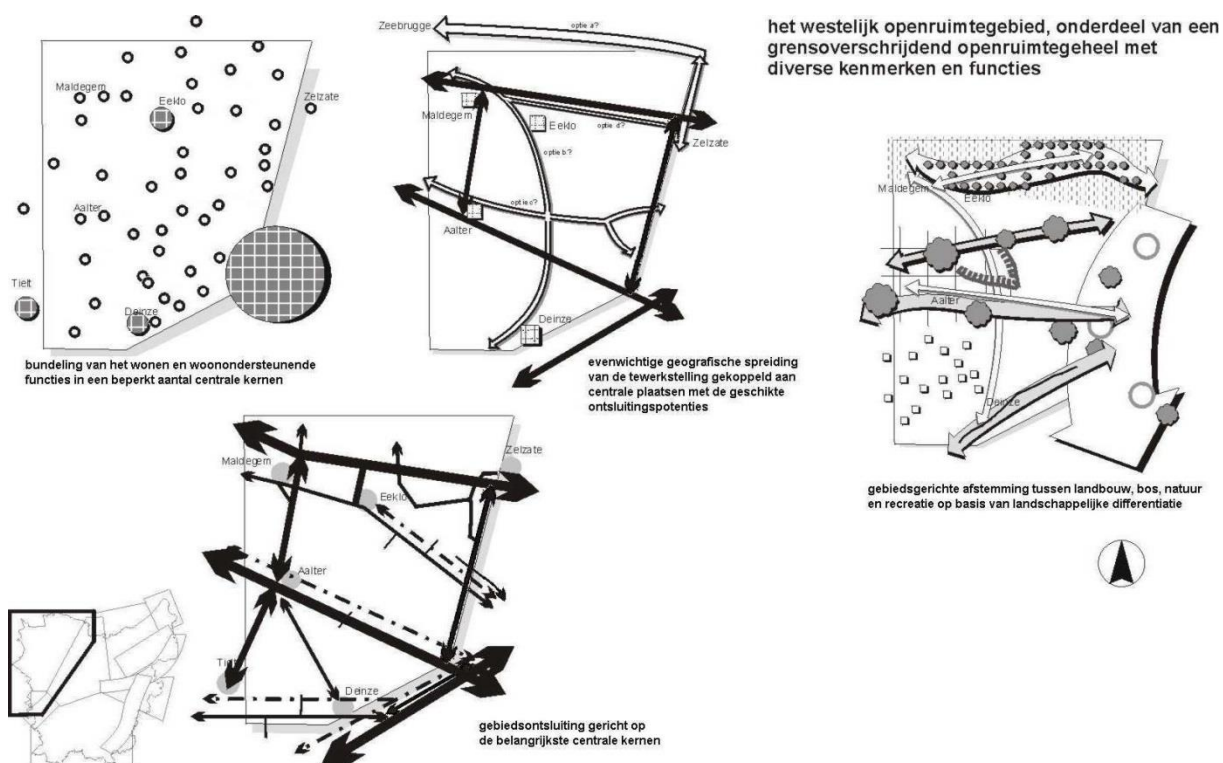 het westelijk openruimtegebied, onderdeel van een
grensoverschrijdend openruimtegeheel met
diverse kenmerken en functies
Maldegem
Eeklo
Zelzate
Aalter
Tielt
Deinze
bundeling van het wonen en woonondersteunende
functies in een beperkt aantal centrale kernen
Zeebrugge
optie a?
Maldegem
Eeklo
optie d?
Zelzate
optie b?
optie c?
Aalter
Deinze
evenwichtige geografische spreiding
van de tewerkstelling gekoppeld aan
centrale plaatsen met de geschikte
ontsluitingspotenties
Maldegem
Eeklo
Aalter
Deinze
gebiedsgerichte afstemming tussen landbouw, bos, natuur
en recreatie op basis van landschappelijke differentiatie
Zelzate
Maldegem
Eeklo
Aalter
Tielt
Deinze
gebiedsontsluiting gericht op
de belangrijkste centrale kernen